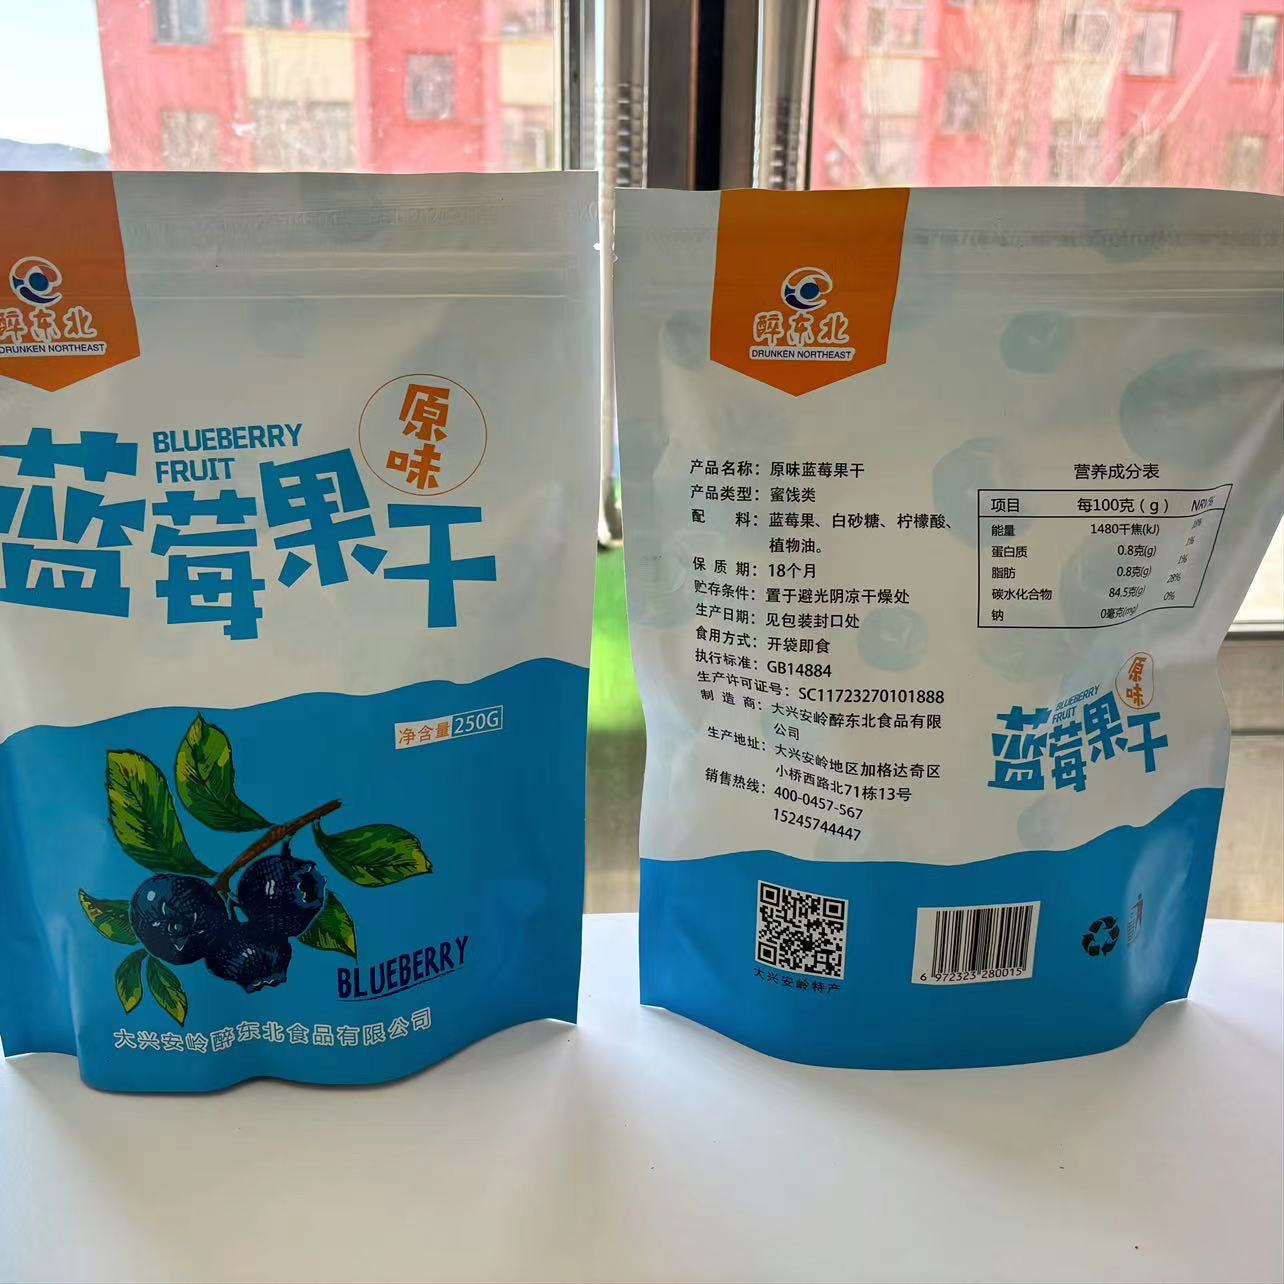 醉东北
DRUNKEN NORTHEAST
原味
BLUEBERRY
FRUIT
蓝莓果干
净含量 250G
BLUEBERRY
大兴安岭醉东北食品有限公司
醉东北
DRUNKEN NORTHEAST
产品名称：原味蓝莓果干
产品类型：蜜饯类
配 料：蓝莓果、白砂糖、柠檬酸、
植物油。
保 质 期：18个月
贮存条件：置于避光阴凉干燥处
生产日期：见包装封口处
食用方式：开袋即食
执行标准：GB14884
生产许可证号：SC11723270101888
制 造 商：大兴安岭醉东北食品有限
公司
生产地址：大兴安岭地区加格达奇区
小桥西路北71栋13号
销售热线：400-0457-567
15245744447
营养成分表
项目 每100克（g） NRV%
能量 1480千焦(kJ) 18%
蛋白质 0.8克(g) 1%
脂肪 0.8克(g) 1%
碳水化合物 84.5克(g) 28%
钠 0毫克(mg) 0%
原味
BLUEBERRY
FRUIT
蓝莓果干
大兴安岭特产
6 972323 280015